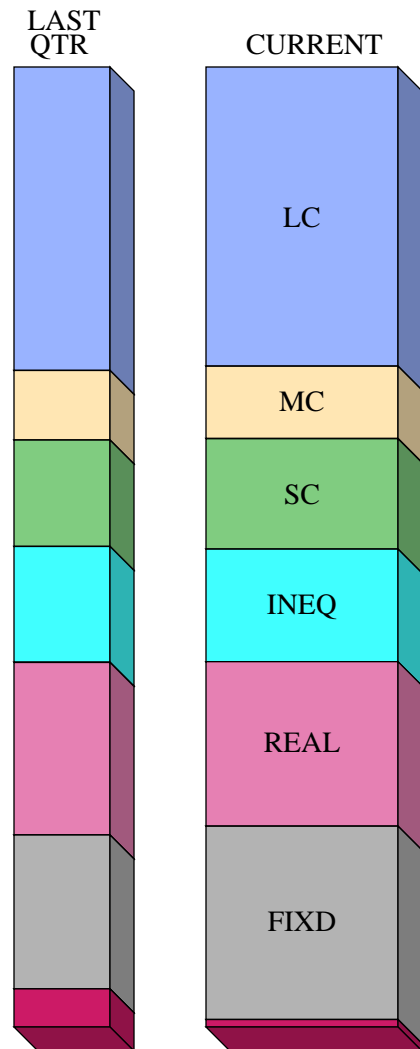 LAST
QTR
CURRENT
LC
MC
SC
INEQ
REAL
FIXD